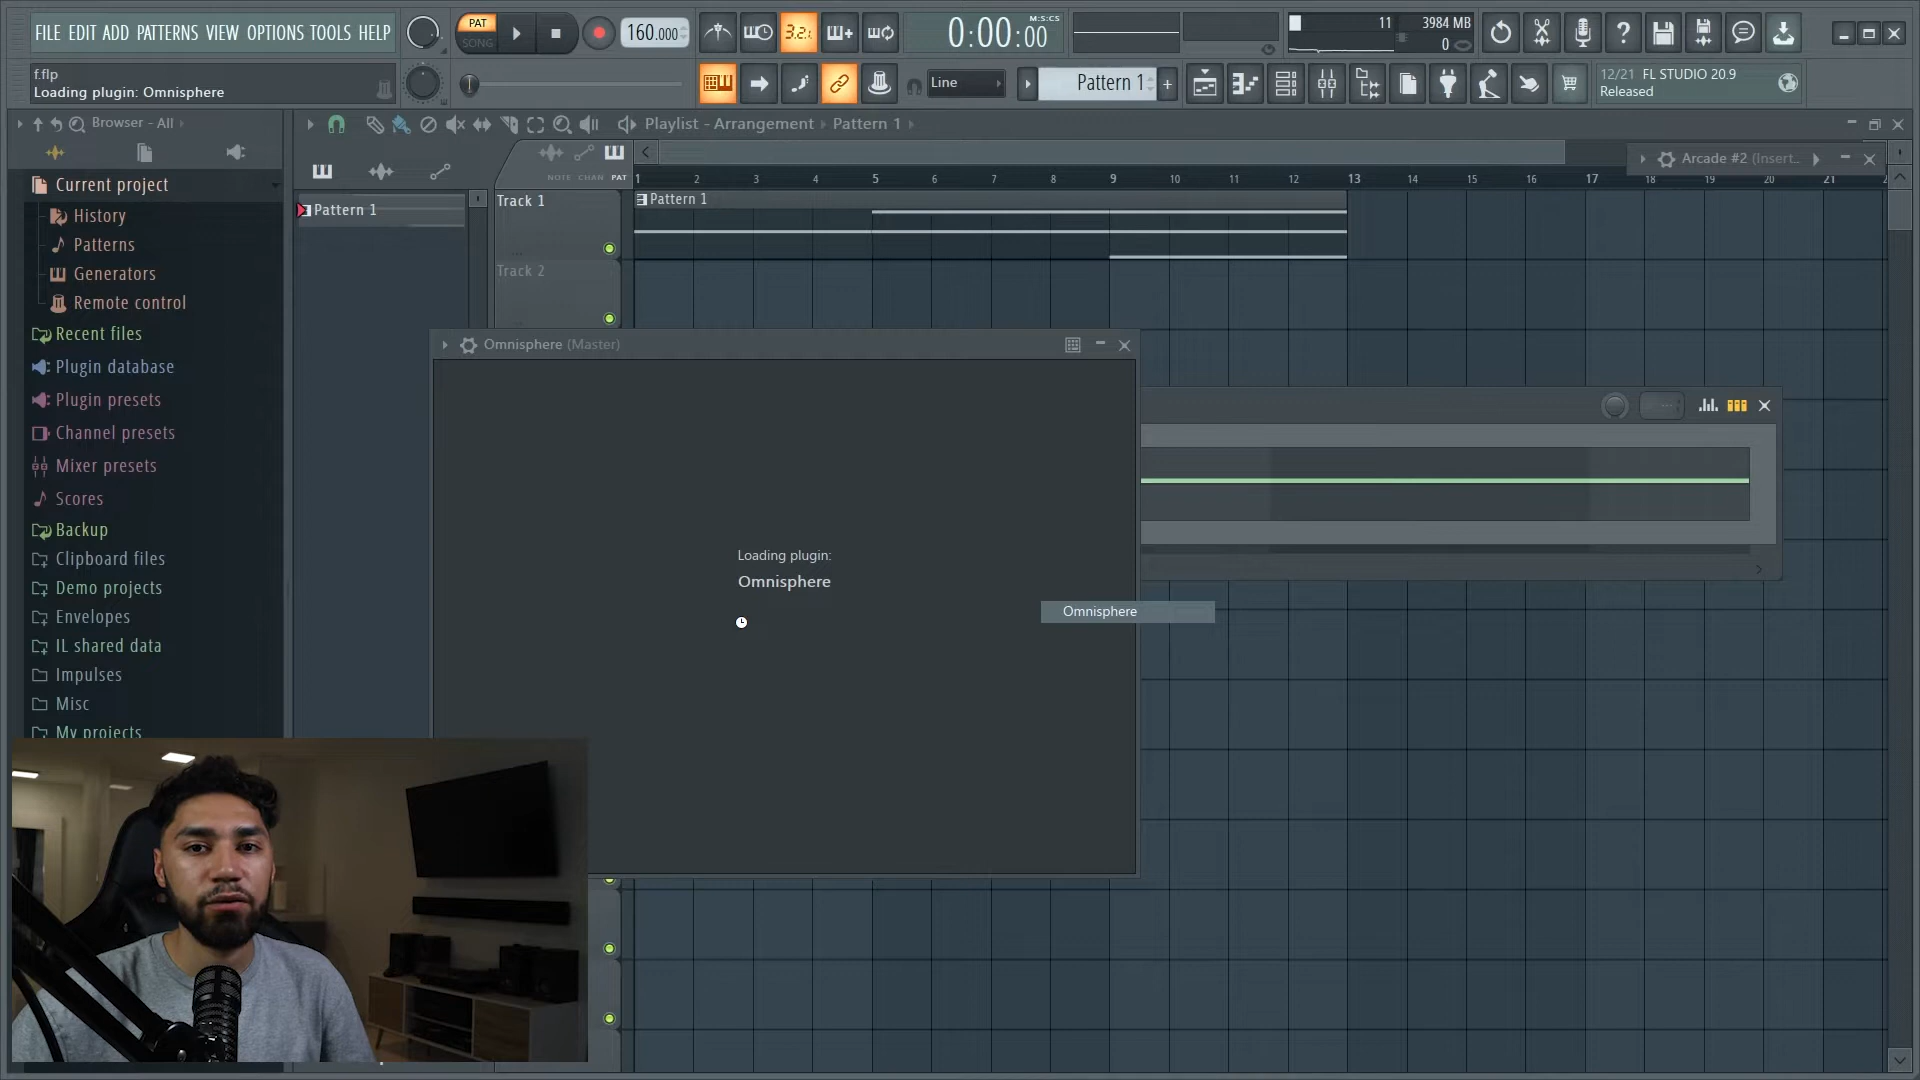 FILE EDIT ADD PATTERNS VIEW OPTIONS TOOLS HELP
PAT
SONG
160.000
3.2.
0:00:00
M:S:CS
11
3984 MB
0
f.flp
Loading plugin: Omnisphere
Line
Pattern 1
+
12/21 FL STUDIO 20.9
Released
Browser - All
Playlist - Arrangement
Pattern 1
NOTE CHAN PAT
Arcade #2 (Insert...
1 2 3 4 5 6 7 8 9 10 11 12 13 14 15 16 17 18 19 20 21
Current project
History
Patterns
Generators
Remote control
Recent files
Plugin database
Plugin presets
Channel presets
Mixer presets
Scores
Backup
Clipboard files
Demo projects
Envelopes
IL shared data
Impulses
Misc
My projects
Pattern 1
Track 1
Pattern 1
Track 2
Omnisphere (Master)
Loading plugin:
Omnisphere
Omnisphere